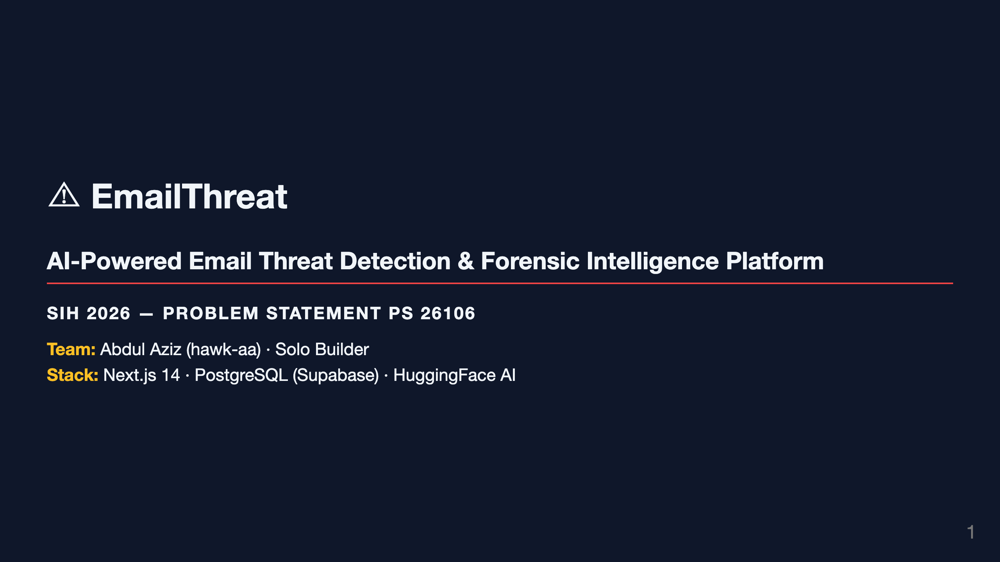 ⚠ EmailThreat
AI-Powered Email Threat Detection & Forensic Intelligence Platform
SIH 2026 — PROBLEM STATEMENT PS 26106
Team: Abdul Aziz (hawk-aa) · Solo Builder
Stack: Next.js 14 · PostgreSQL (Supabase) · HuggingFace AI
1